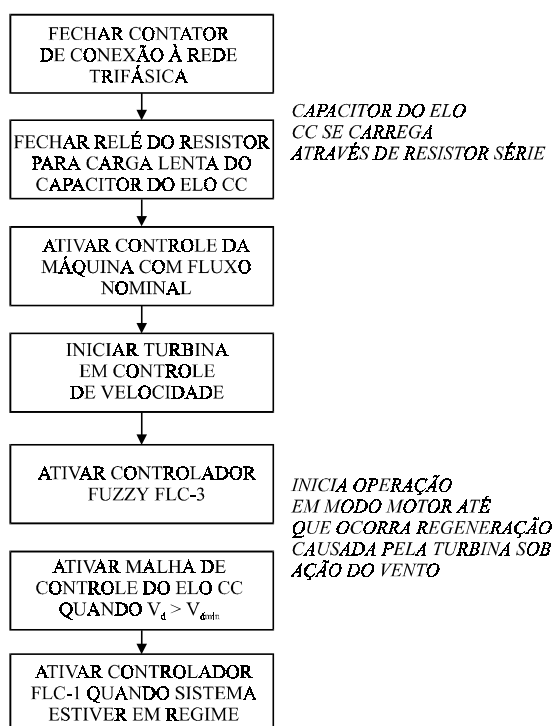 FECHAR CONTATOR
DE CONEXÃO À REDE
TRIFÁSICA
CAPACITOR DO ELO
CC SE CARREGA
ATRAVÉS DE RESISTOR SÉRIE
FECHAR RELÉ DO RESISTOR
PARA CARGA LENTA DO
CAPACITOR DO ELO CC
ATIVAR CONTROLE DA
MÁQUINA COM FLUXO
NOMINAL
INICIAR TURBINA
EM CONTROLE
DE VELOCIDADE
ATIVAR CONTROLADOR
FUZZY FLC-3
INICIA OPERAÇÃO
EM MODO MOTOR ATÉ
QUE OCORRA REGENERAÇÃO
CAUSADA PELA TURBINA SOB
AÇÃO DO VENTO
ATIVAR MALHA DE
CONTROLE DO ELO CC
QUANDO Vd > Vdmin
ATIVAR CONTROLADOR
FLC-1 QUANDO SISTEMA
ESTIVER EM REGIME